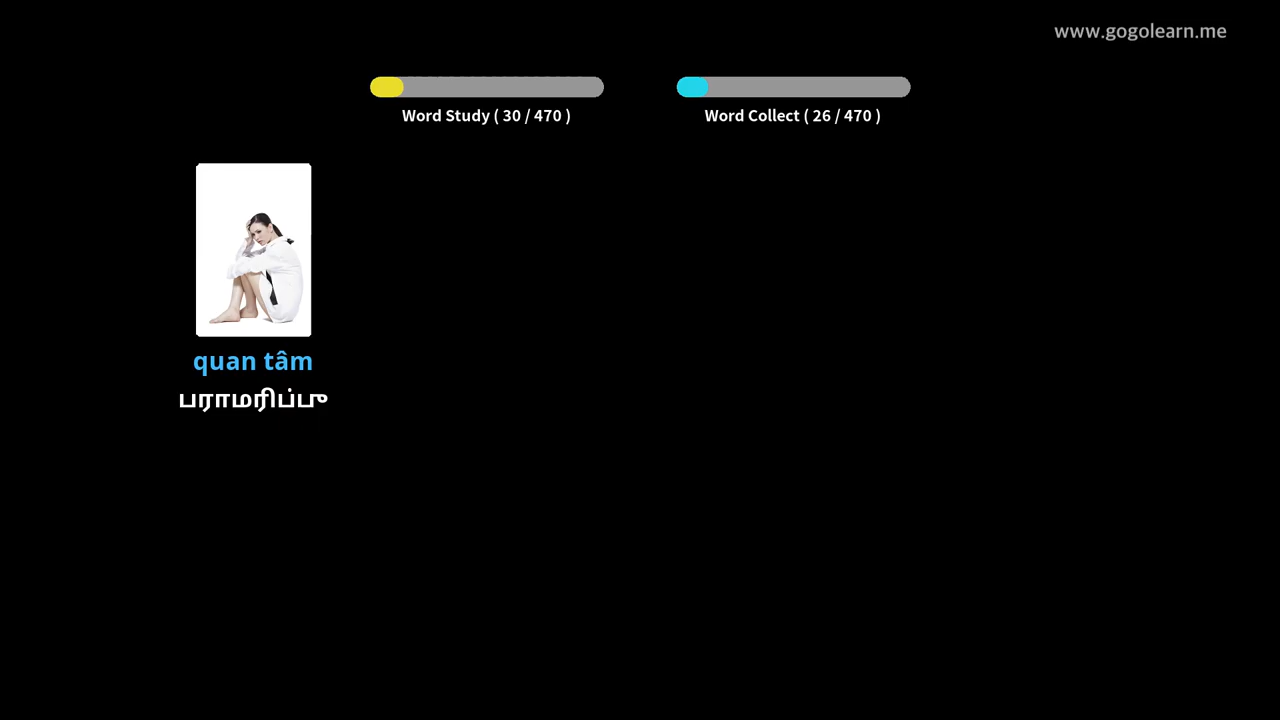 www.gogolearn.me
Word Study ( 30 / 470 )
Word Collect ( 26 / 470 )
quan tâm
பராமரிப்பு